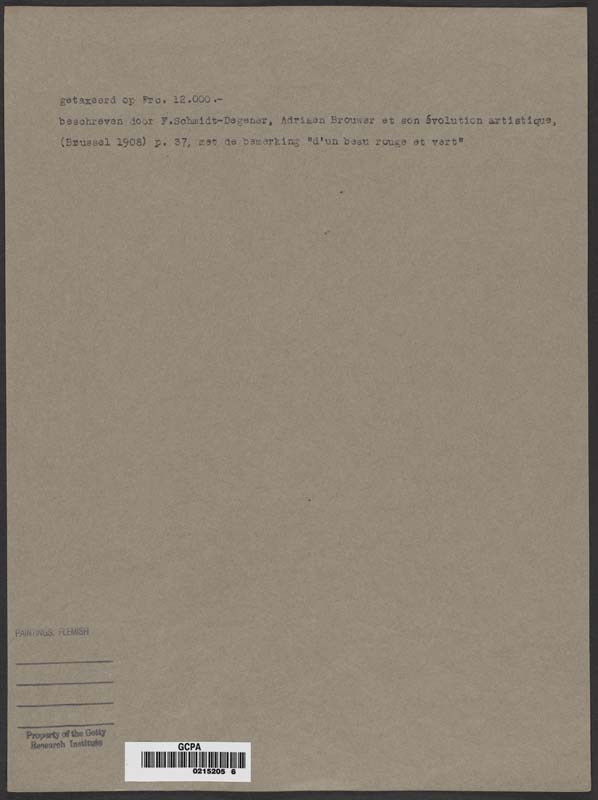 getaxeerd op Frc. 12.000.-
beschreven door F.Schmidt-Degener, Adriaen Brouwer et son évolution artistique,
(Brussel 1908) p. 37, met de bemerking "d'un beau rouge et vert"
PAINTINGS, FLEMISH
Property of the Getty
Research Institute
GCPA
0215205 6